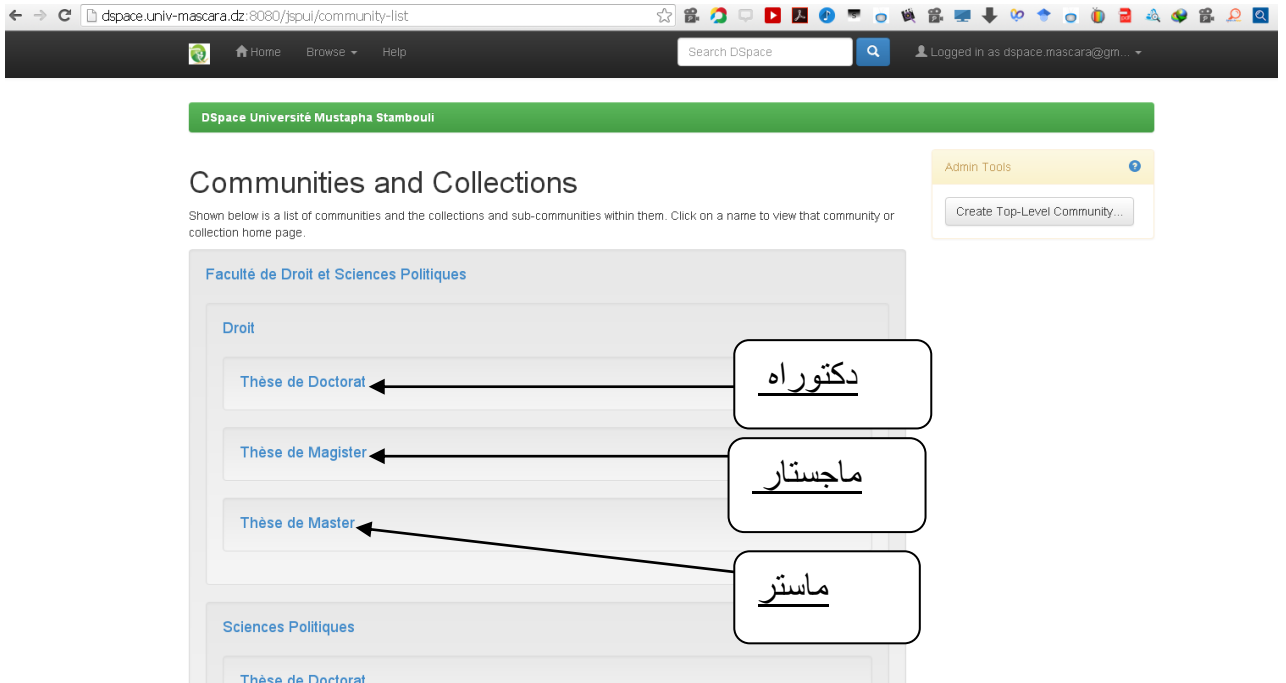 dspace.univ-mascara.dz:8080/jspui/community-list
Home Browse Help Search DSpace Logged in as dspace.mascara@gm...
DSpace Université Mustapha Stambouli
Communities and Collections
Admin Tools
Create Top-Level Community...
Shown below is a list of communities and the collections and sub-communities within them. Click on a name to view that community or
collection home page.
Faculté de Droit et Sciences Politiques
Droit
Thèse de Doctorat
دكتوراه
Thèse de Magister
ماجستار
Thèse de Master
ماستر
Sciences Politiques
Thèse de Doctorat